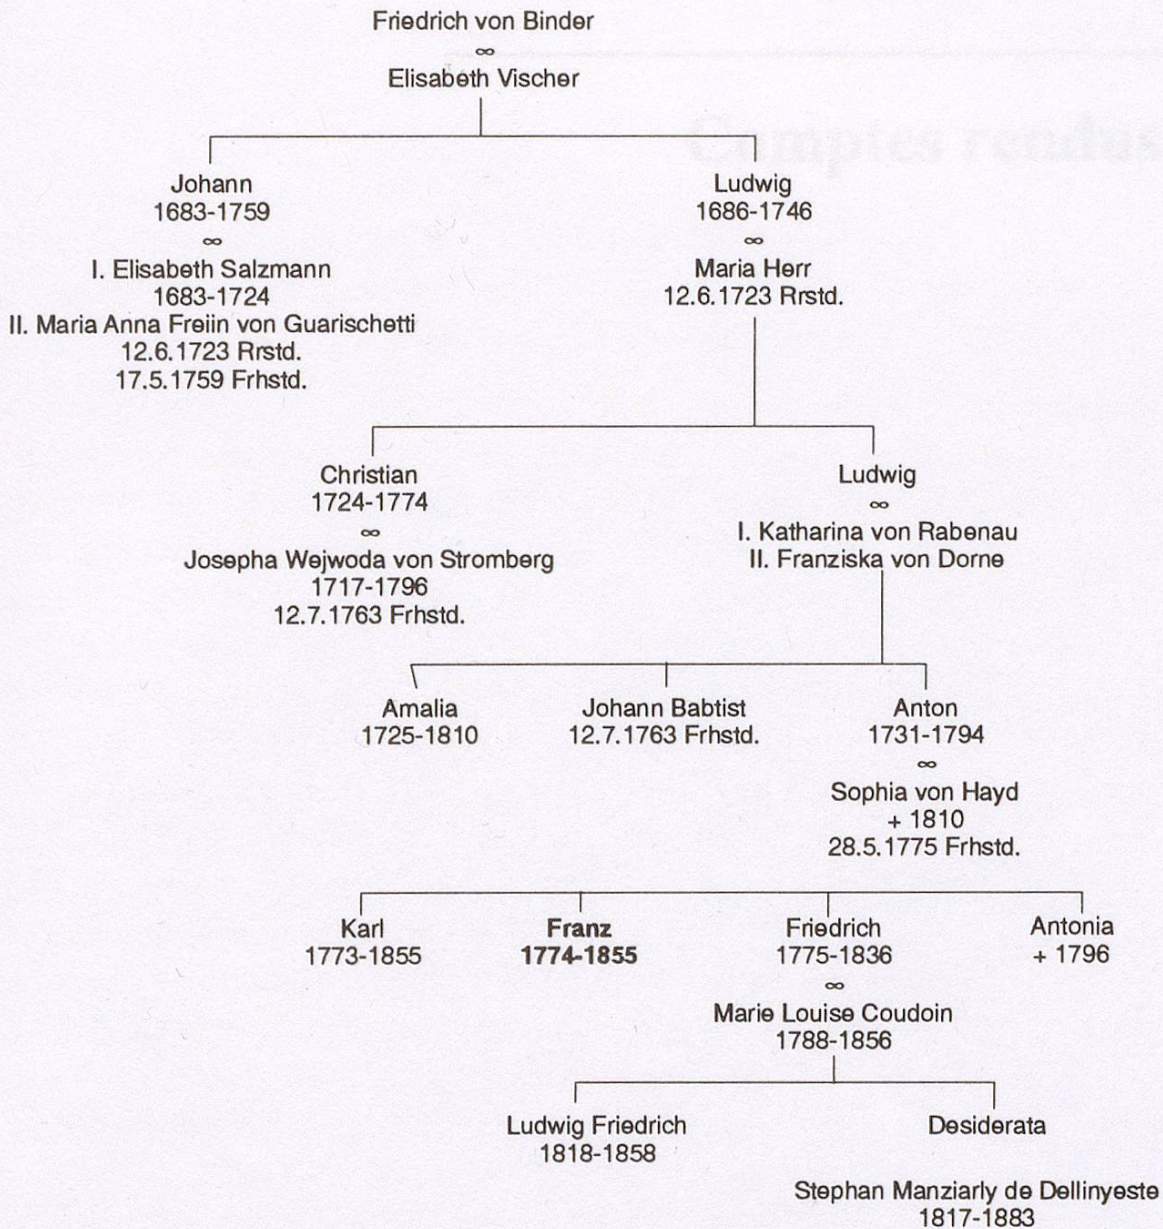 Friedrich von Binder
∞
Elisabeth Vischer
Comptes rendus
Johann
1683-1759
∞
I. Elisabeth Salzmann
1683-1724
II. Maria Anna Freiin von Guarischetti
12.6.1723 Rrstd.
17.5.1759 Frhstd.
Ludwig
1686-1746
∞
Maria Herr
12.6.1723 Rrstd.
Christian
1724-1774
∞
Josepha Wejwoda von Stromberg
1717-1796
12.7.1763 Frhstd.
Ludwig
∞
I. Katharina von Rabenau
II. Franziska von Dorne
Amalia
1725-1810
Johann Babtist
12.7.1763 Frhstd.
Anton
1731-1794
∞
Sophia von Hayd
+ 1810
28.5.1775 Frhstd.
Karl
1773-1855
Franz
1774-1855
Friedrich
1775-1836
∞
Marie Louise Coudoin
1788-1856
Antonia
+ 1796
Ludwig Friedrich
1818-1858
Desiderata
Stephan Manziarly de Dellinyeste
1817-1883